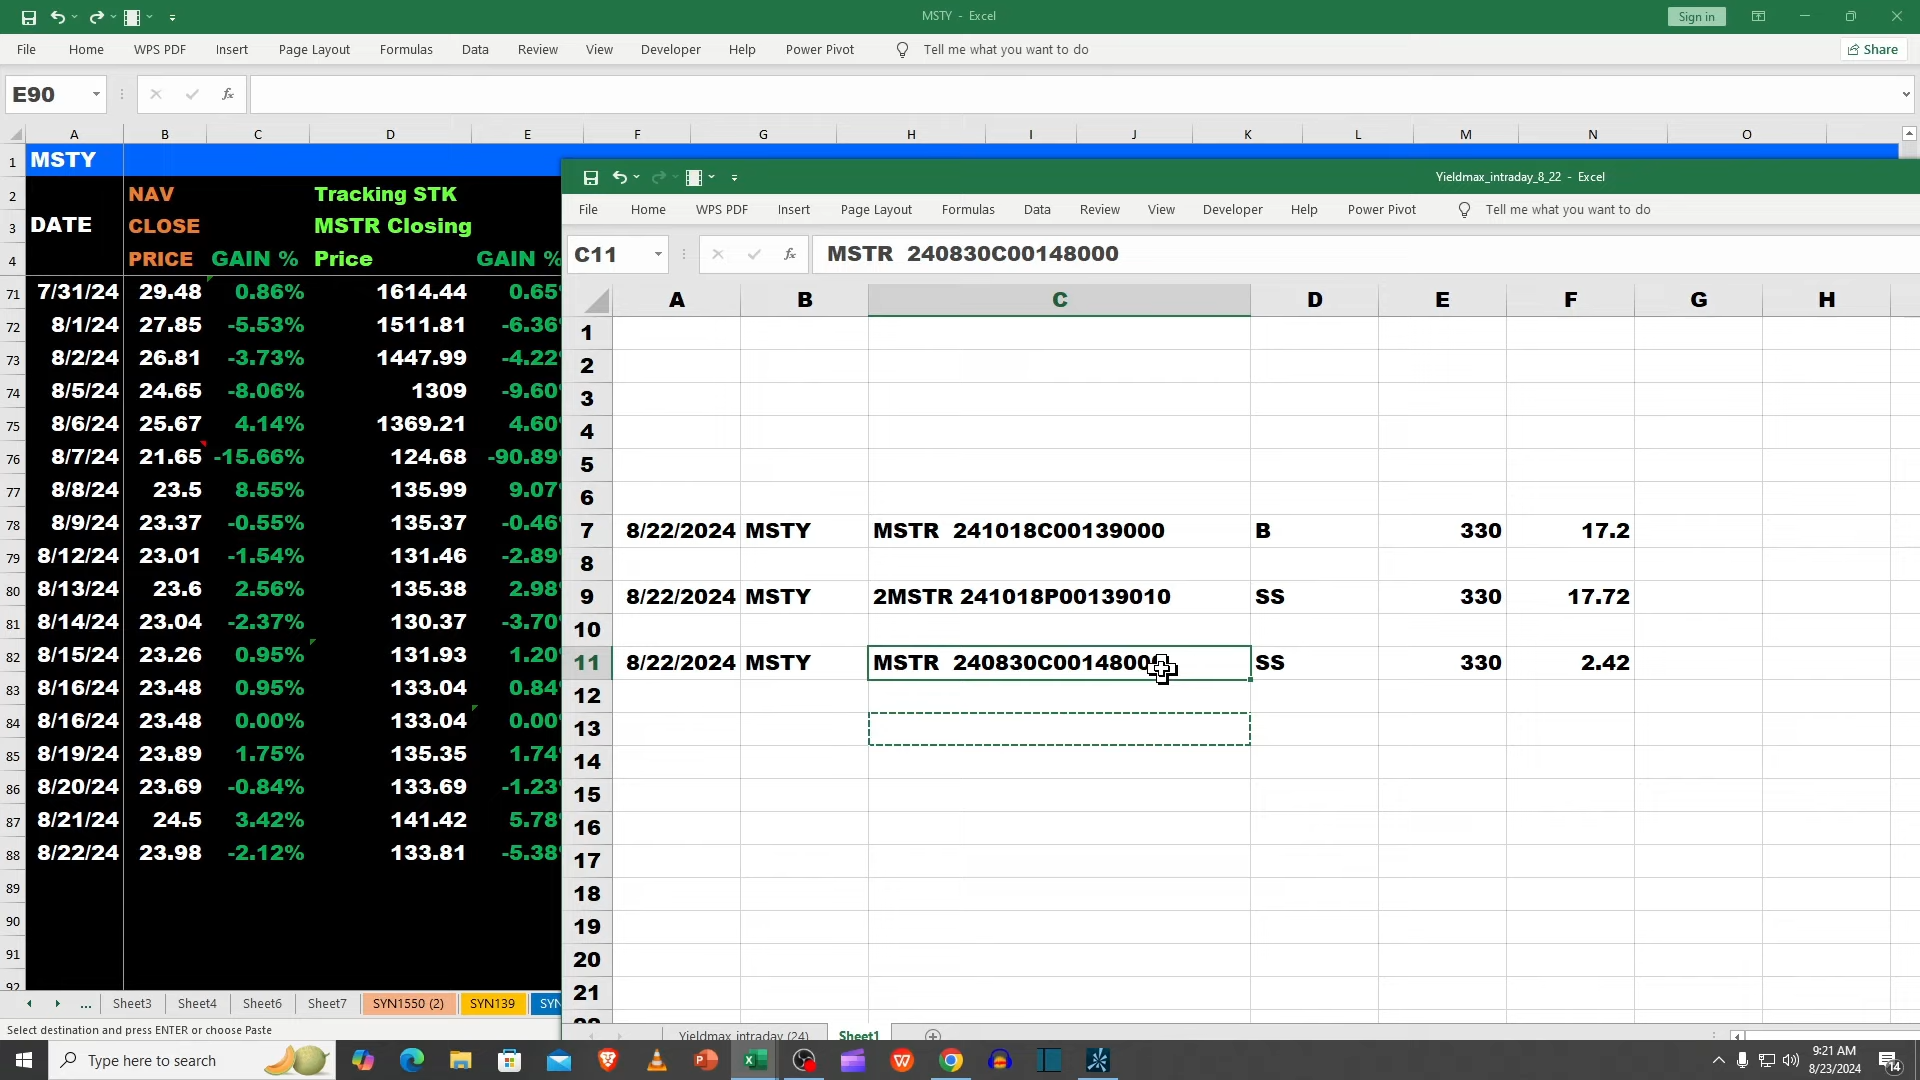 MSTY - Excel
Sign in
File Home WPS PDF Insert Page Layout Formulas Data Review View Developer Help Power Pivot Tell me what you want to do Share
E90 fx
A B C D E F G H I J K L M N O
1 MSTY
2 NAV Tracking STK
3 DATE CLOSE MSTR Closing
4 PRICE GAIN % Price GAIN %
71 7/31/24 29.48 0.86% 1614.44 0.65
72 8/1/24 27.85 -5.53% 1511.81 -6.36
73 8/2/24 26.81 -3.73% 1447.99 -4.22
74 8/5/24 24.65 -8.06% 1309 -9.60
75 8/6/24 25.67 4.14% 1369.21 4.60
76 8/7/24 21.65 -15.66% 124.68 -90.89
77 8/8/24 23.5 8.55% 135.99 9.07
78 8/9/24 23.37 -0.55% 135.37 -0.46
79 8/12/24 23.01 -1.54% 131.46 -2.89
80 8/13/24 23.6 2.56% 135.38 2.98
81 8/14/24 23.04 -2.37% 130.37 -3.70
82 8/15/24 23.26 0.95% 131.93 1.20
83 8/16/24 23.48 0.95% 133.04 0.84
84 8/16/24 23.48 0.00% 133.04 0.00
85 8/19/24 23.89 1.75% 135.35 1.74
86 8/20/24 23.69 -0.84% 133.69 -1.23
87 8/21/24 24.5 3.42% 141.42 5.78
88 8/22/24 23.98 -2.12% 133.81 -5.38
89
90
91
92
... Sheet3 Sheet4 Sheet6 Sheet7 SYN1550 (2) SYN139 SYN
Select destination and press ENTER or choose Paste
Yieldmax_intraday_8_22 - Excel
File Home WPS PDF Insert Page Layout Formulas Data Review View Developer Help Power Pivot Tell me what you want to do
C11 fx MSTR 240830C00148000
A B C D E F G H
1
2
3
4
5
6
7 8/22/2024 MSTY MSTR 241018C00139000 B 330 17.2
8
9 8/22/2024 MSTY 2MSTR 241018P00139010 SS 330 17.72
10
11 8/22/2024 MSTY MSTR 240830C0014800 SS 330 2.42
12
13
14
15
16
17
18
19
20
21
Yieldmax intraday (24) Sheet1
Type here to search
9:21 AM
8/23/2024
14